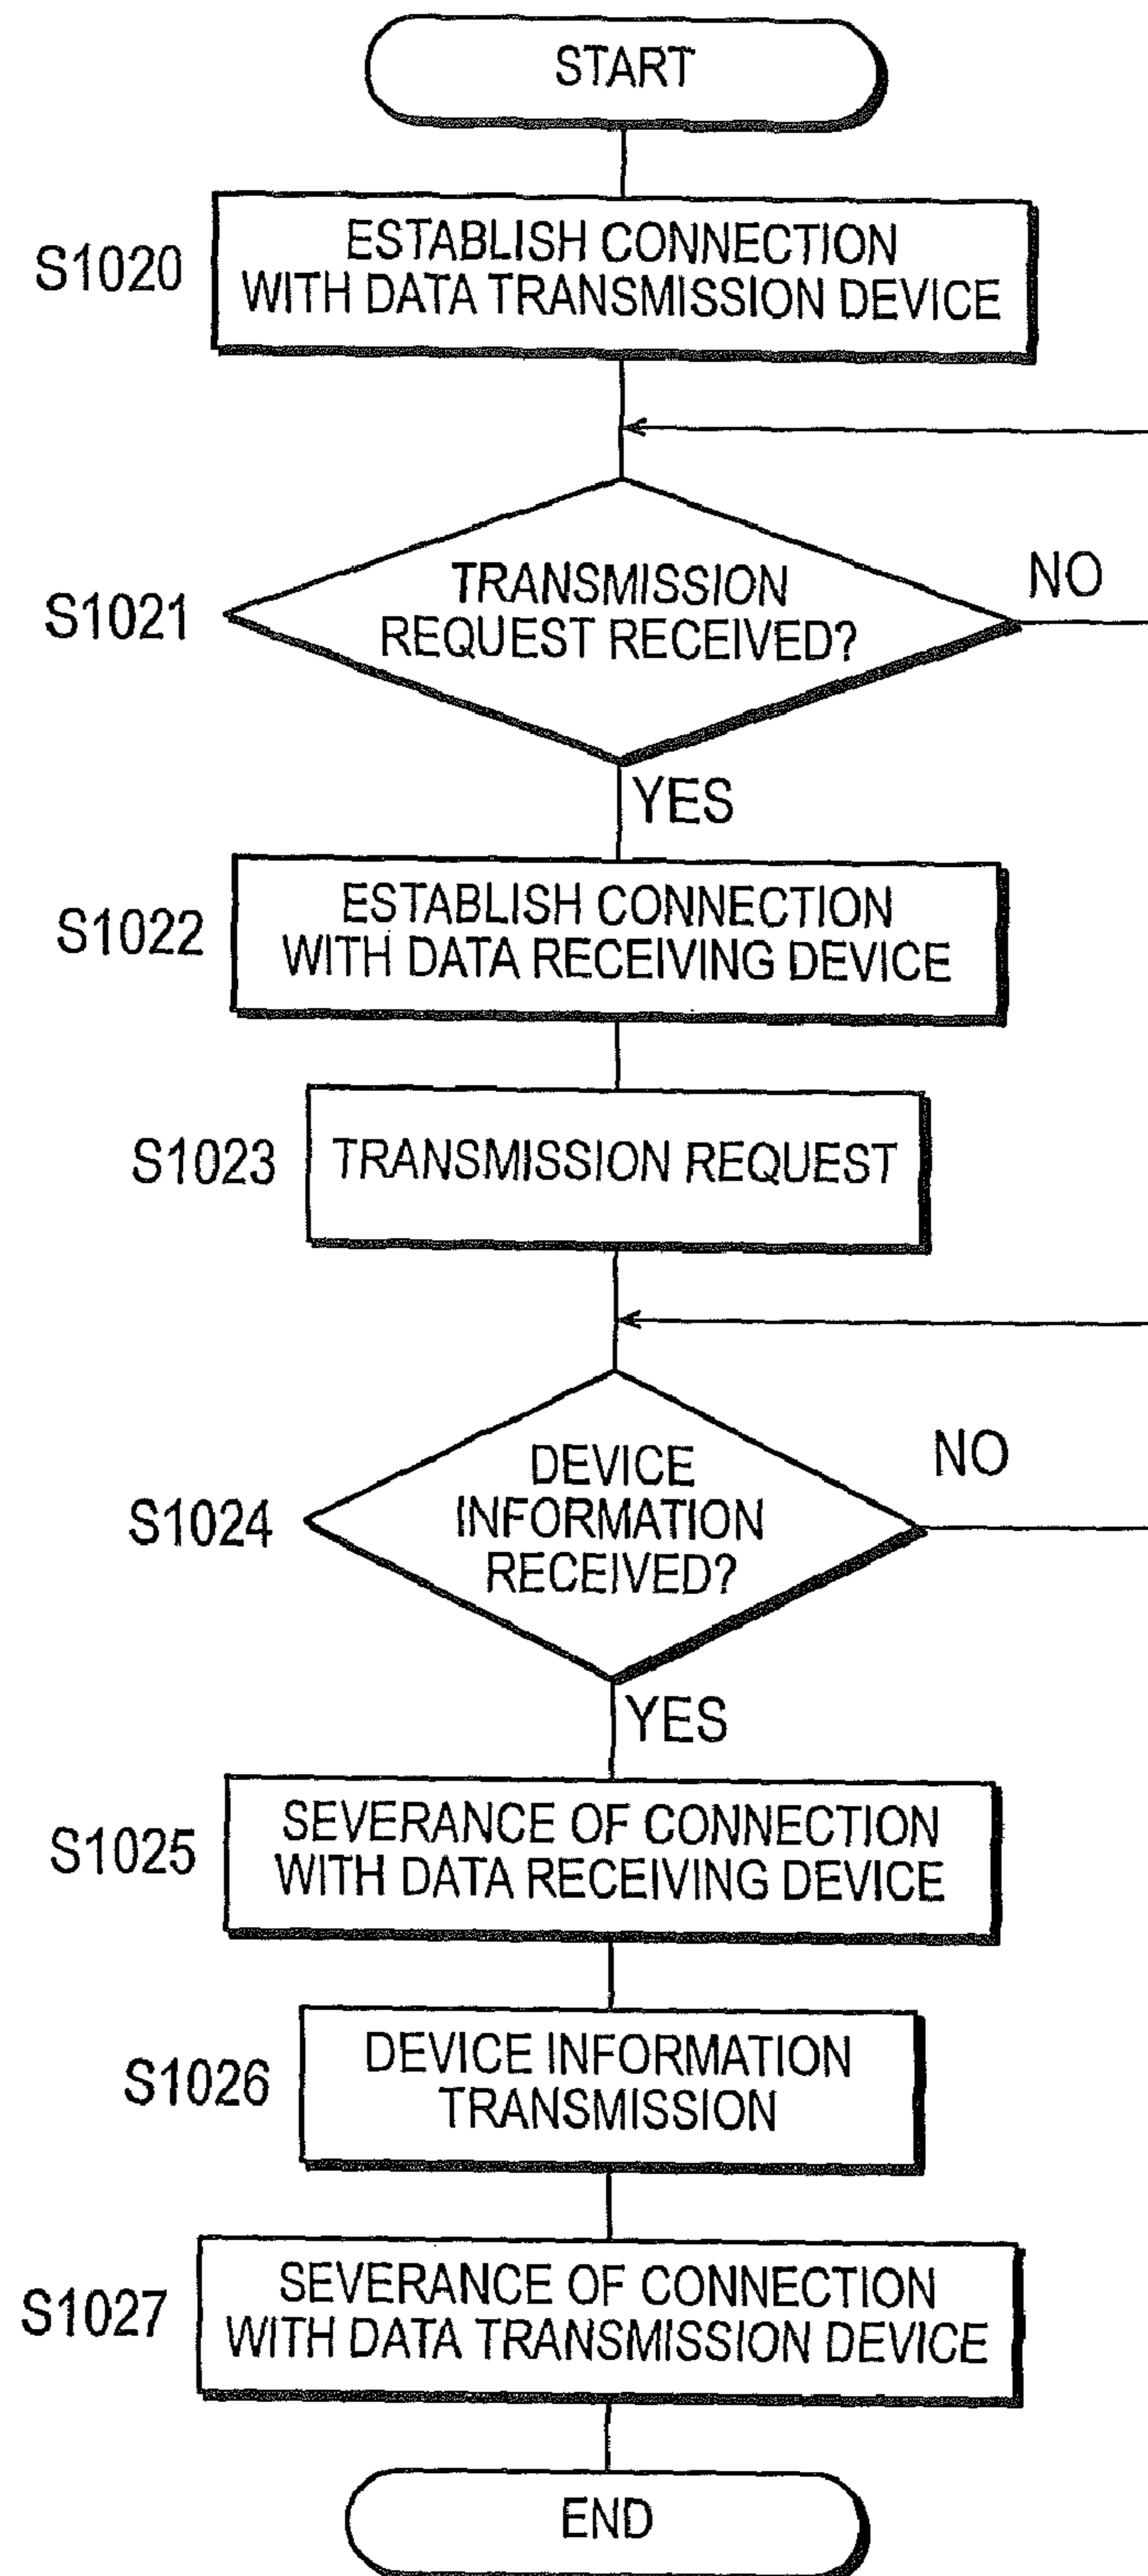 START
S1020
ESTABLISH CONNECTION
WITH DATA TRANSMISSION DEVICE
S1021
TRANSMISSION
REQUEST RECEIVED?
NO
YES
S1022
ESTABLISH CONNECTION
WITH DATA RECEIVING DEVICE
S1023
TRANSMISSION REQUEST
S1024
DEVICE
INFORMATION
RECEIVED?
NO
YES
S1025
SEVERANCE OF CONNECTION
WITH DATA RECEIVING DEVICE
S1026
DEVICE INFORMATION
TRANSMISSION
S1027
SEVERANCE OF CONNECTION
WITH DATA TRANSMISSION DEVICE
END